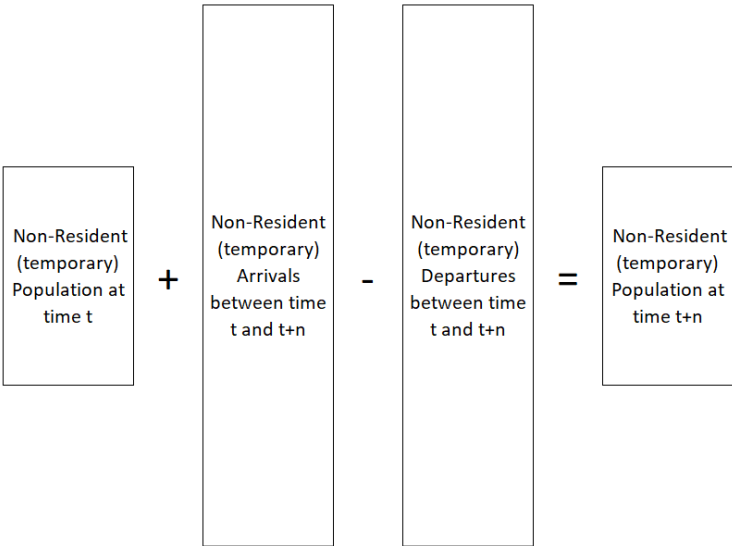 Non-Resident
(temporary)
Population at
time t
+
Non-Resident
(temporary)
Arrivals
between time
t and t+n
-
Non-Resident
(temporary)
Departures
between time
t and t+n
=
Non-Resident
(temporary)
Population at
time t+n